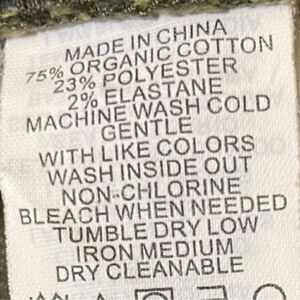 MADE IN CHINA
75% ORGANIC COTTON
23% POLYESTER
2% ELASTANE
MACHINE WASH COLD
GENTLE
WITH LIKE COLORS
WASH INSIDE OUT
NON-CHLORINE
BLEACH WHEN NEEDED
TUMBLE DRY LOW
IRON MEDIUM
DRY CLEANABLE